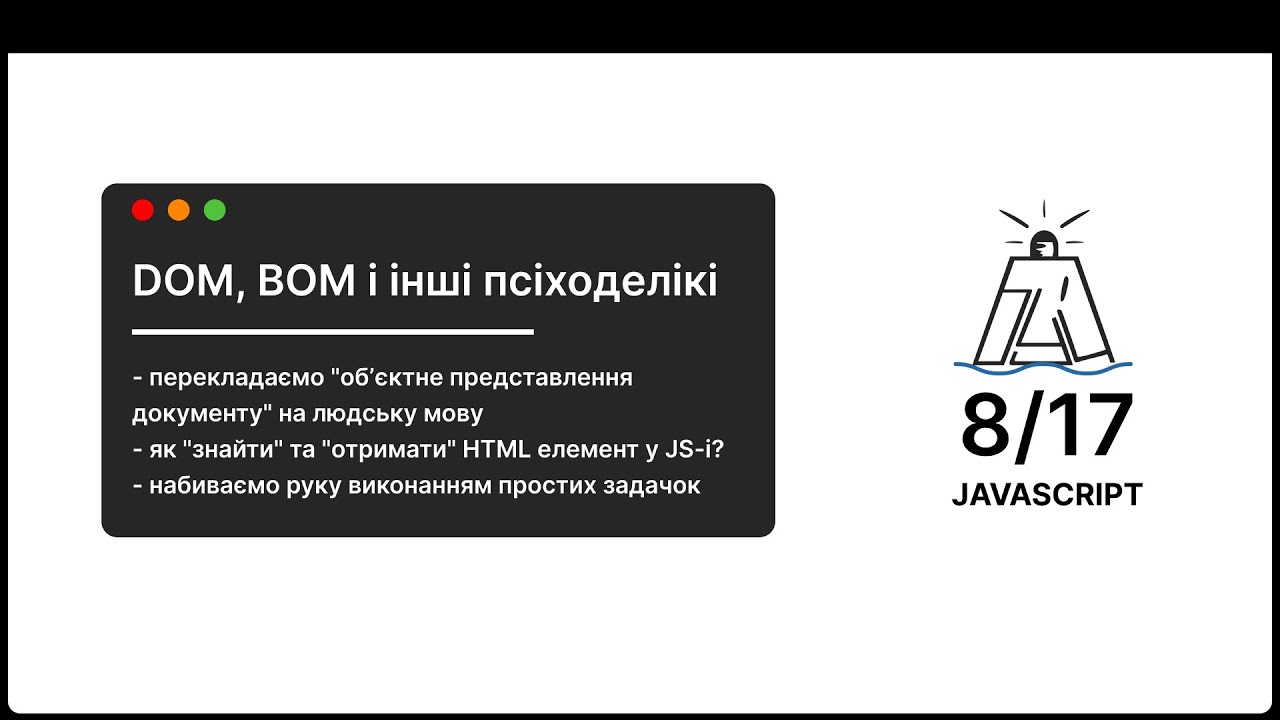 DOM, BOM і інші псіходелікі
- перекладаємо "об’єктне представлення
документу" на людську мову
- як "знайти" та "отримати" HTML елемент у JS-і?
- набиваємо руку виконанням простих задачок
8/17
JAVASCRIPT